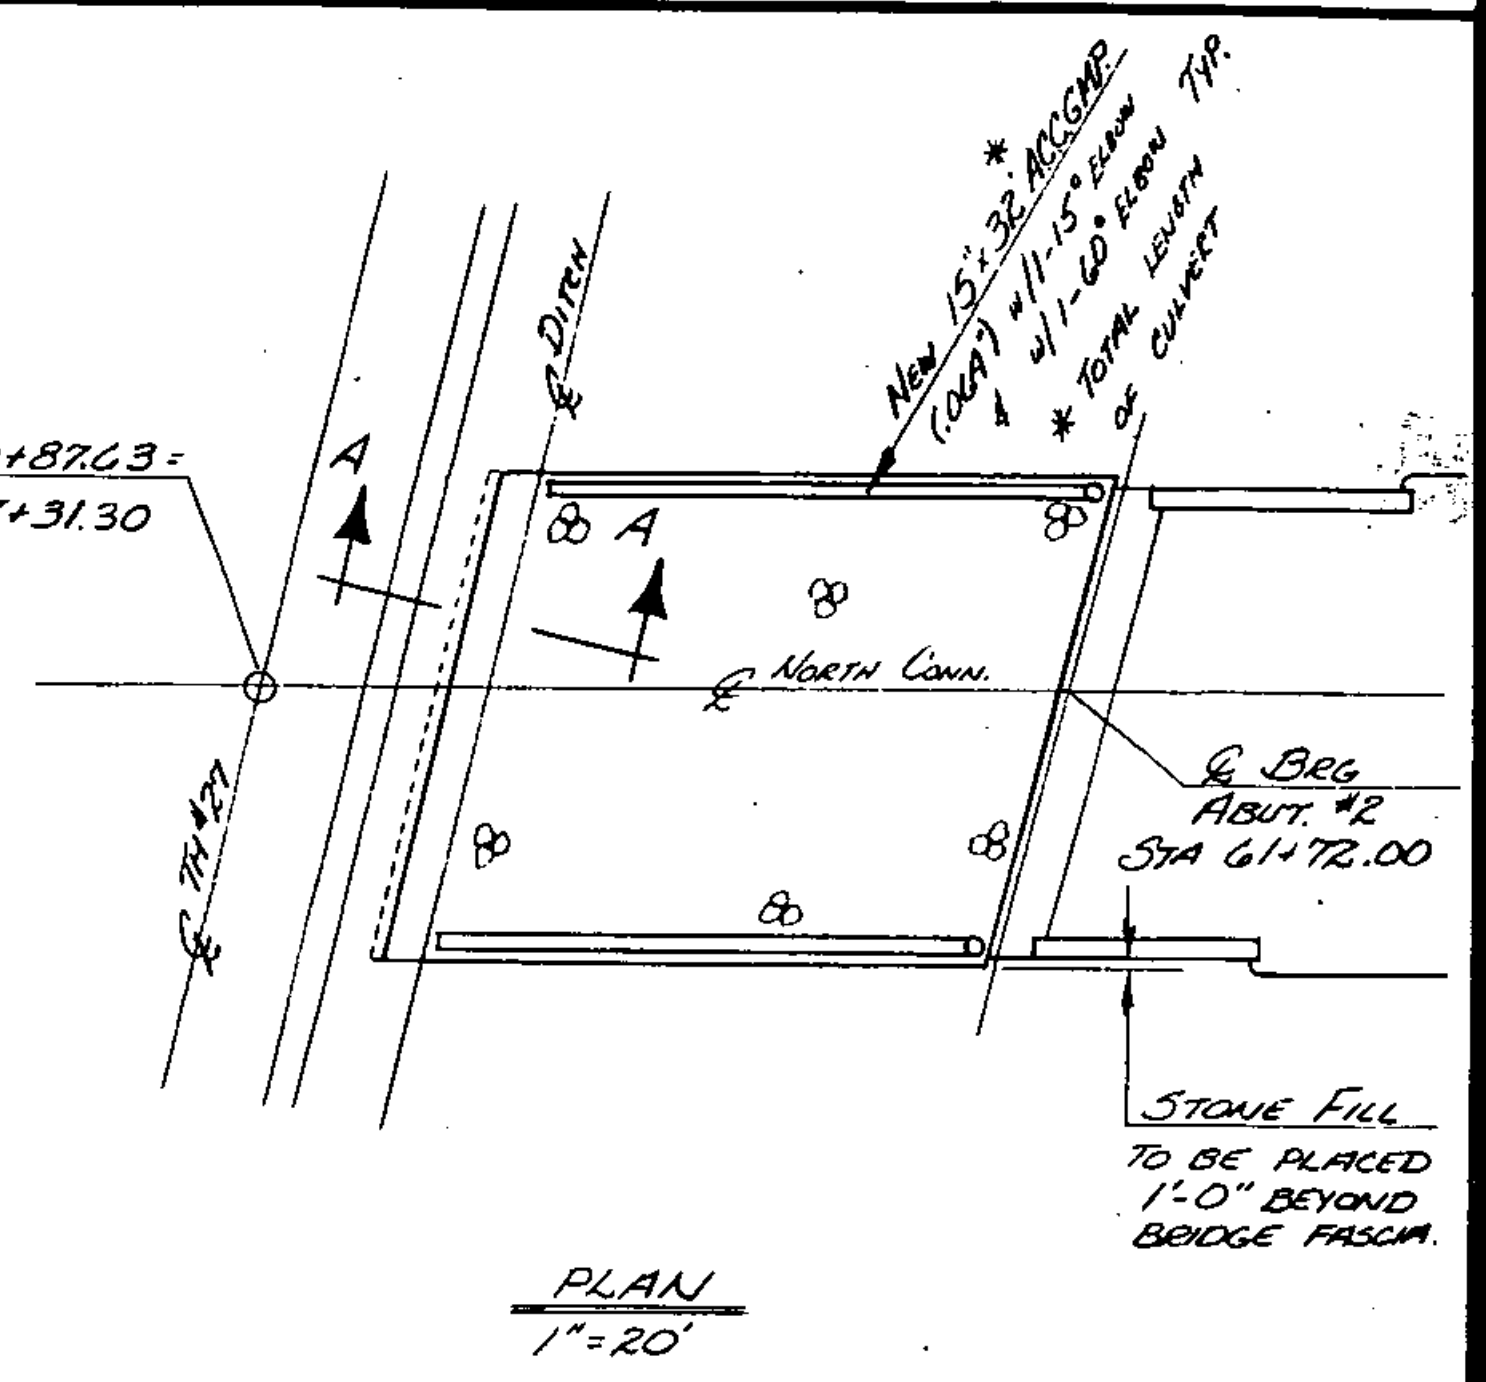 NEW 15" x 32' ACCGMP. *
(.064") w/1-15° ELBOW TYP.
& w/1-60° ELBOW
* TOTAL LENGTH
OF CULVERT
℄ DITCH
+87.63 =
+31.30
A
A
℄ NORTH CONN.
℄ TH #27
℄ BRG
ABUT. #2
STA 61+72.00
STONE FILL
TO BE PLACED
1'-0" BEYOND
BRIDGE FASCIA.
PLAN
1" = 20'